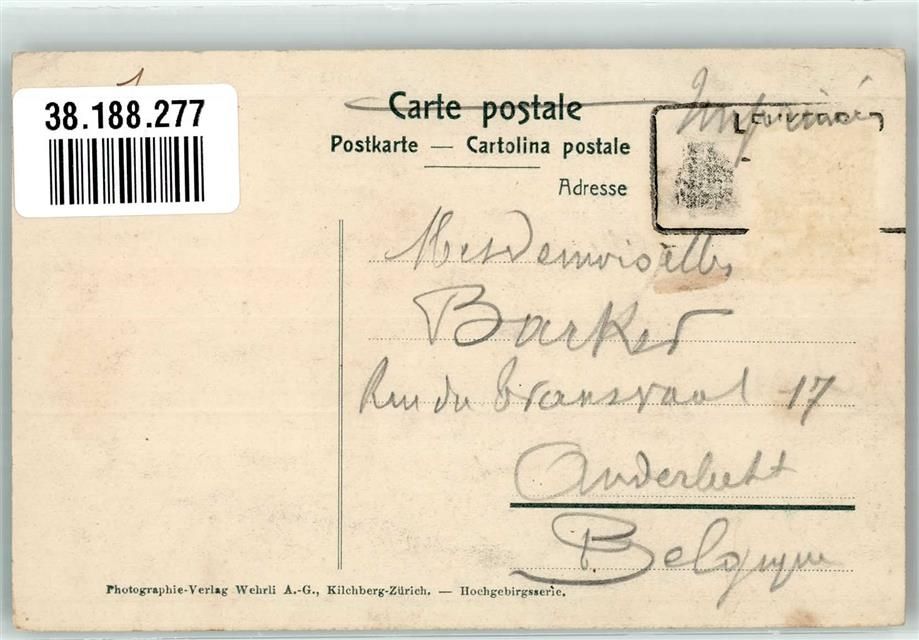 38.188.277
Imprimé
Carte postale
Postkarte — Cartolina postale
Adresse
Mesdemoiselles
Barker
Rue du Transvaal 17
Anderlecht
Belgique
Photographie-Verlag Wehrli A.-G., Kilchberg-Zürich. — Hochgebirgsserie.